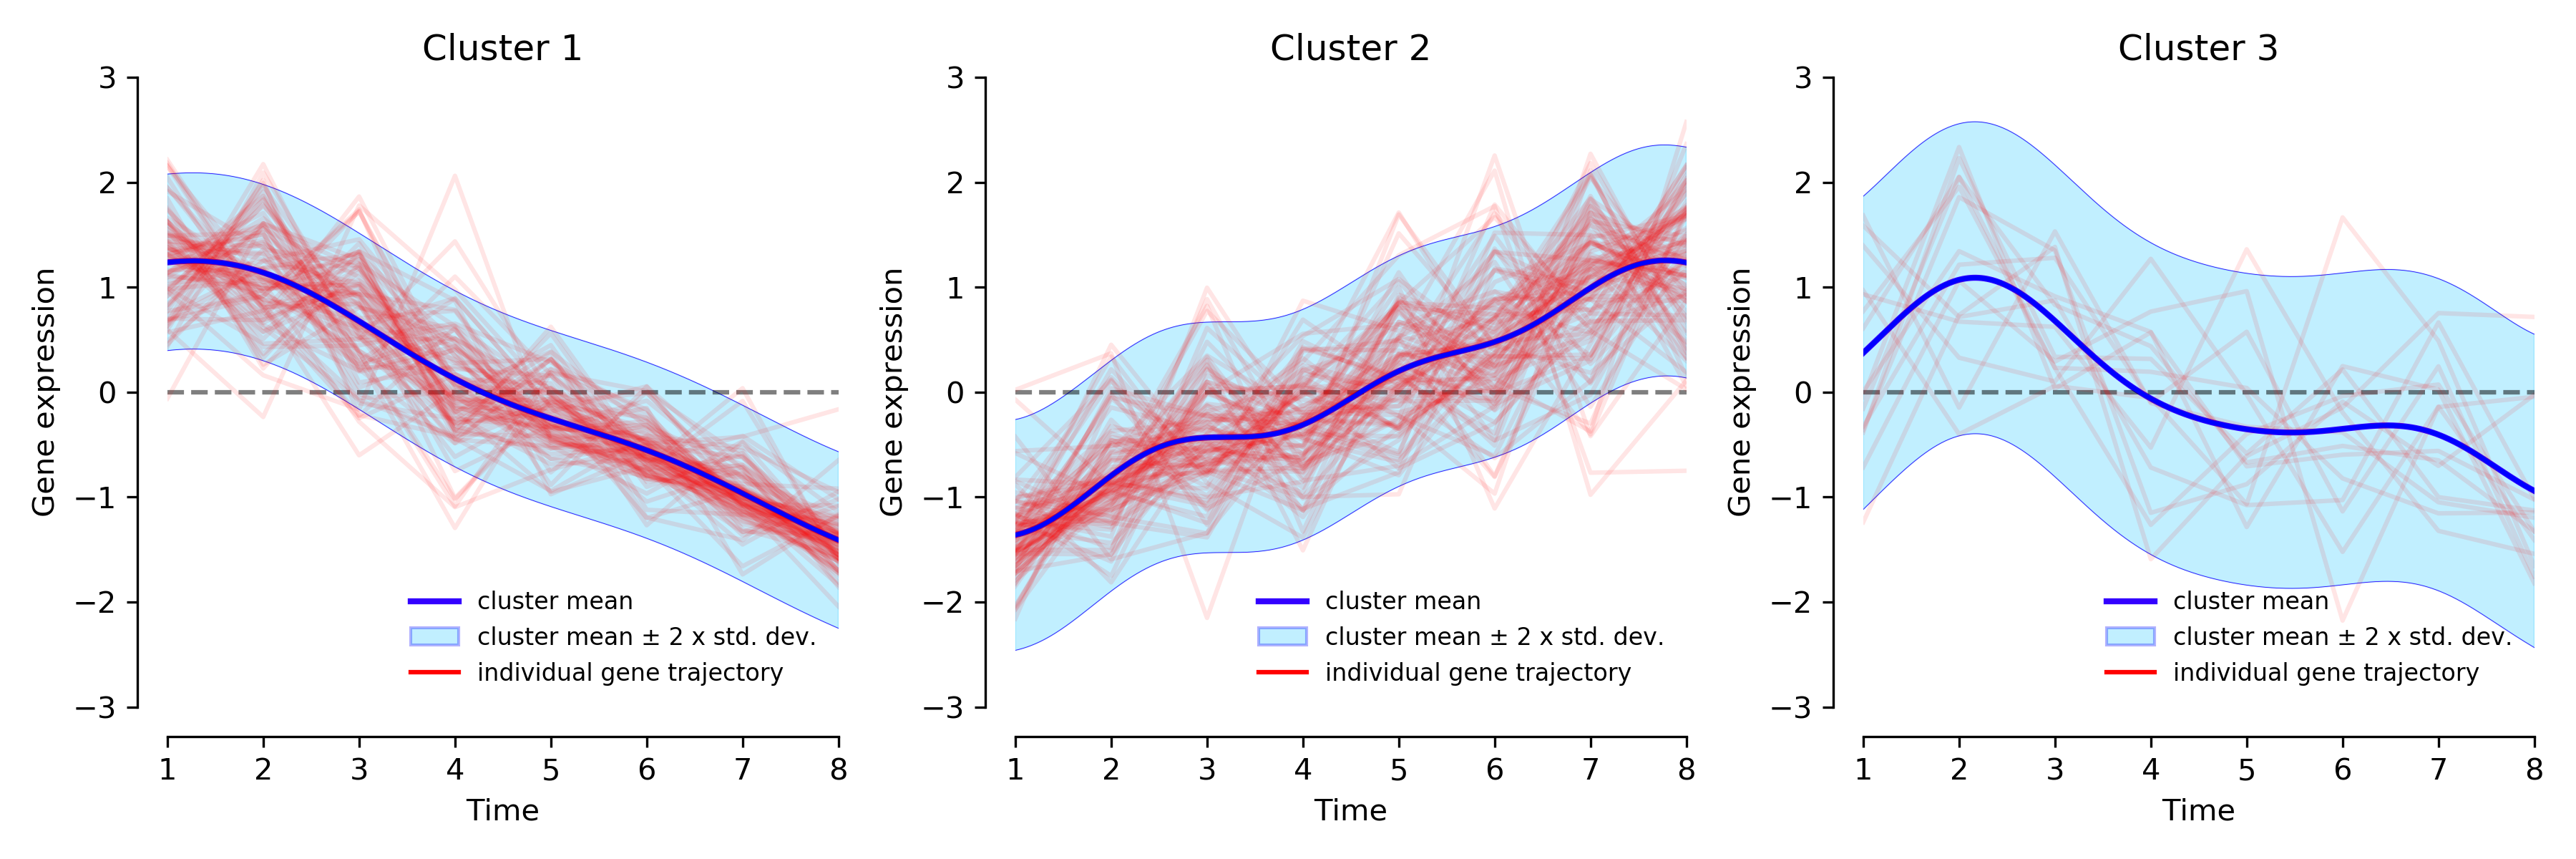 Cluster 1
3
2
1
0
−1
−2
−3
Gene expression
cluster mean
cluster mean ± 2 x std. dev.
individual gene trajectory
1 2 3 4 5 6 7 8
Time
Cluster 2
3
2
1
0
−1
−2
−3
Gene expression
cluster mean
cluster mean ± 2 x std. dev.
individual gene trajectory
1 2 3 4 5 6 7 8
Time
Cluster 3
3
2
1
0
−1
−2
−3
Gene expression
cluster mean
cluster mean ± 2 x std. dev.
individual gene trajectory
1 2 3 4 5 6 7 8
Time